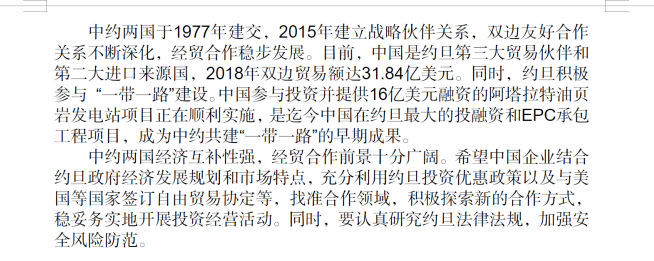 中约两国于1977年建交，2015年建立战略伙伴关系，双边友好合作
关系不断深化，经贸合作稳步发展。目前，中国是约旦第三大贸易伙伴和
第二大进口来源国，2018年双边贸易额达31.84亿美元。同时，约旦积极
参与 “一带一路”建设。中国参与投资并提供16亿美元融资的阿塔拉特油页
岩发电站项目正在顺利实施，是迄今中国在约旦最大的投融资和EPC承包
工程项目，成为中约共建“一带一路”的早期成果。
中约两国经济互补性强，经贸合作前景十分广阔。希望中国企业结合
约旦政府经济发展规划和市场特点，充分利用约旦投资优惠政策以及与美
国等国家签订自由贸易协定等，找准合作领域，积极探索新的合作方式，
稳妥务实地开展投资经营活动。同时，要认真研究约旦法律法规，加强安
全风险防范。